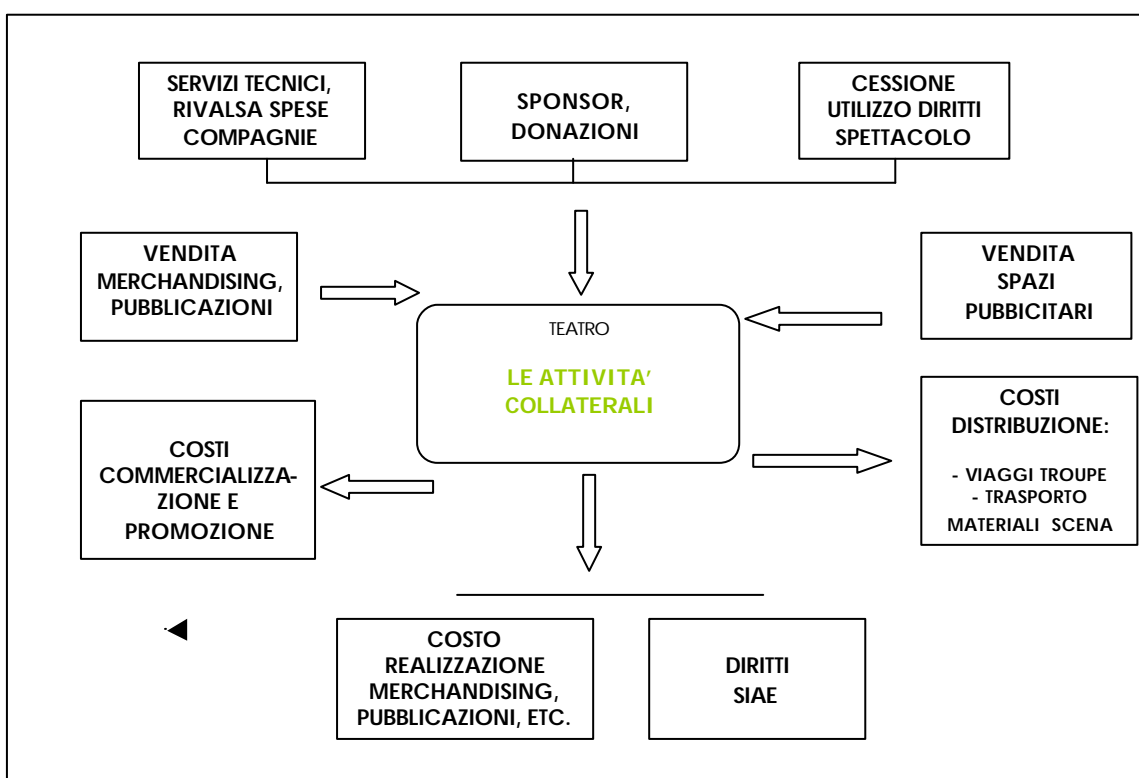 SERVIZI TECNICI,
RIVALSA SPESE
COMPAGNIE
SPONSOR,
DONAZIONI
CESSIONE
UTILIZZO DIRITTI
SPETTACOLO
VENDITA
MERCHANDISING,
PUBBLICAZIONI
VENDITA
SPAZI
PUBBICITARI
TEATRO
LE ATTIVITA'
COLLATERALI
COSTI
COMMERCIALIZZA-
ZIONE E
PROMOZIONE
COSTI
DISTRIBUZIONE:
- VIAGGI TROUPE
- TRASPORTO
MATERIALI SCENA
COSTO
REALIZZAZIONE
MERCHANDISING,
PUBBLICAZIONI, ETC.
DIRITTI
SIAE